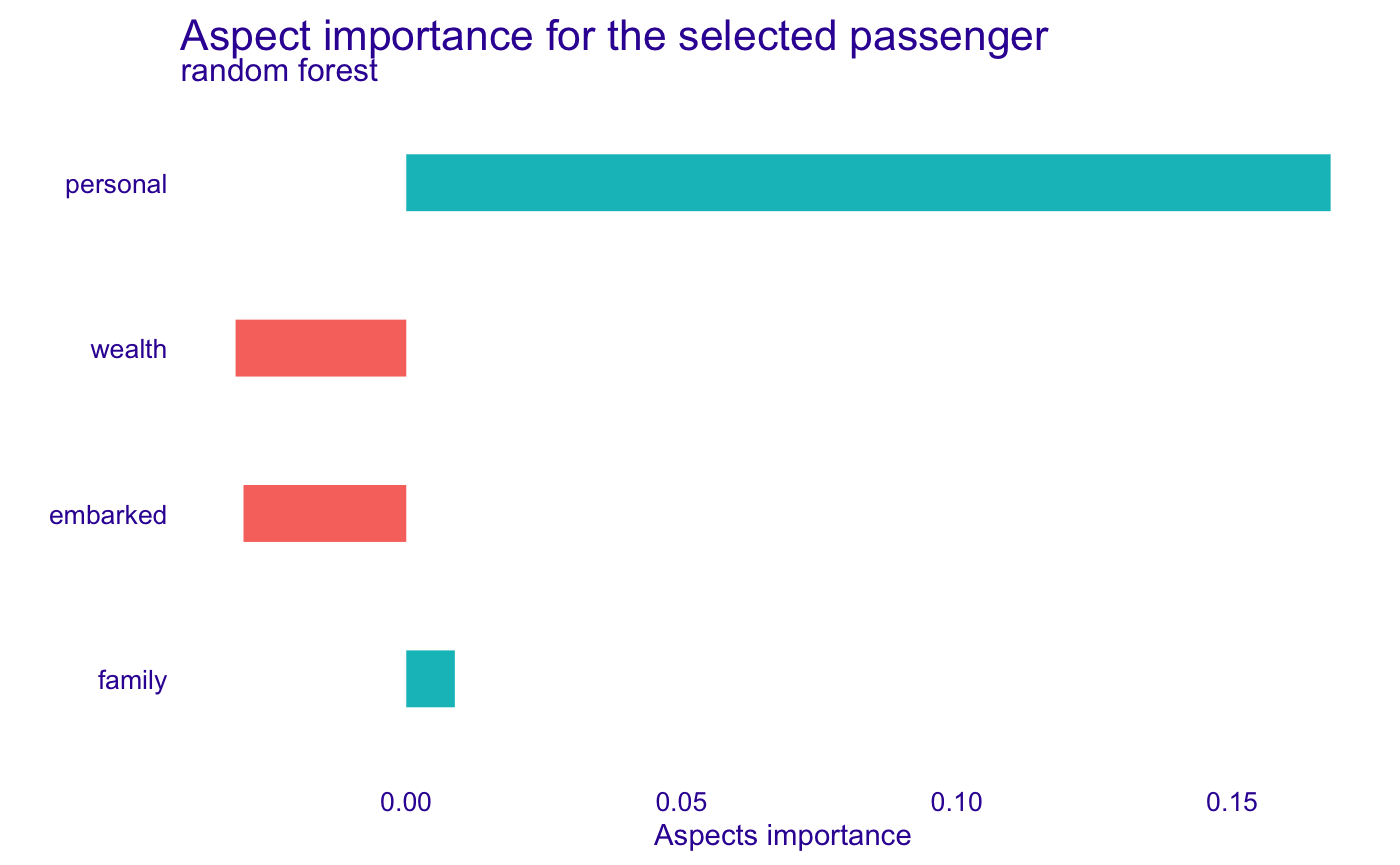 Aspect importance for the selected passenger
random forest
personal
wealth
embarked
family
0.00 0.05 0.10 0.15
Aspects importance